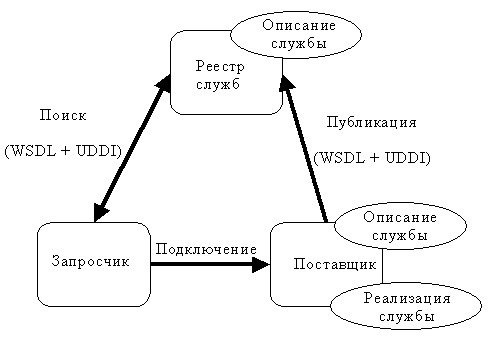 Описание
службы
Реестр
служб
Поиск
(WSDL + UDDI)
Публикация
(WSDL + UDDI)
Запросчик
Подключение
Поставщик
Описание
службы
Реализация
службы